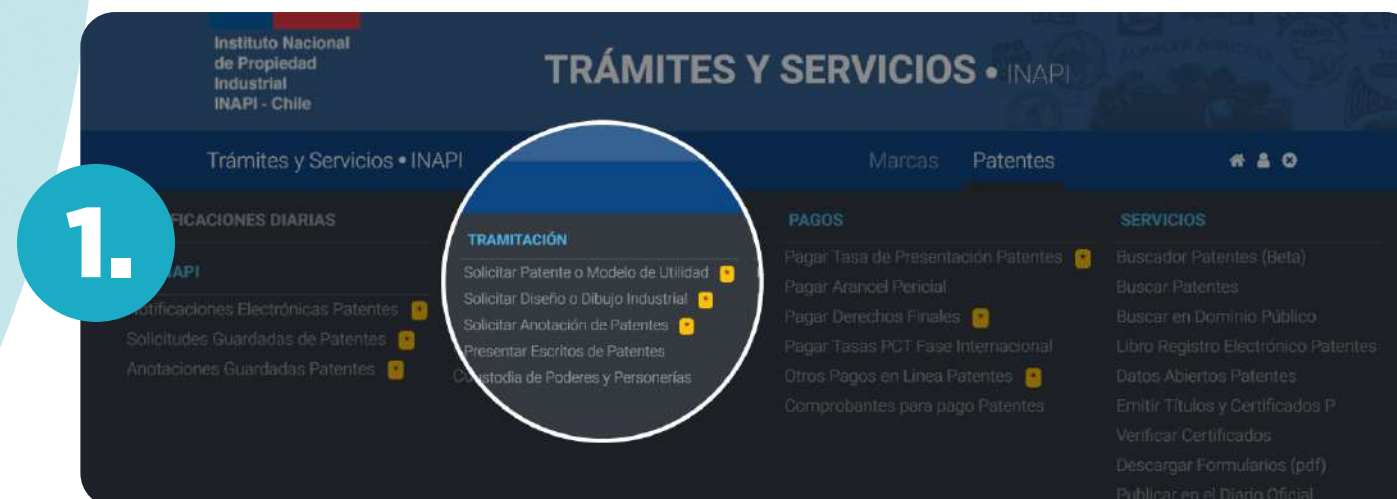 Instituto Nacional
de Propiedad
Industrial
INAPI - Chile
TRÁMITES Y SERVICIOS • INAPI
Trámites y Servicios • INAPI
Marcas
Patentes
1.
FICACIONES DIARIAS
NAPI
Notificaciones Electrónicas Patentes *
Solicitudes Guardadas de Patentes *
Anotaciones Guardadas Patentes *
TRAMITACIÓN
Solicitar Patente o Modelo de Utilidad *
Solicitar Diseño o Dibujo Industrial *
Solicitar Anotación de Patentes *
Presentar Escritos de Patentes
Custodia de Poderes y Personerías
PAGOS
Pagar Tasa de Presentación Patentes *
Pagar Arancel Pericial
Pagar Derechos Finales *
Pagar Tasas PCT Fase Internacional
Otros Pagos en Linea Patentes *
Comprobantes para pago Patentes
SERVICIOS
Buscador Patentes (Beta)
Buscar Patentes
Buscar en Dominio Público
Libro Registro Electrónico Patentes
Datos Abiertos Patentes
Emitir Títulos y Certificados P
Verificar Certificados
Descargar Formularios (pdf)
Publicar en el Diario Oficial